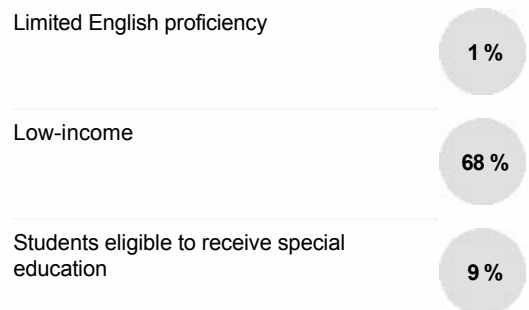 Limited English proficiency
1 %
Low-income
68 %
Students eligible to receive special
education
9 %